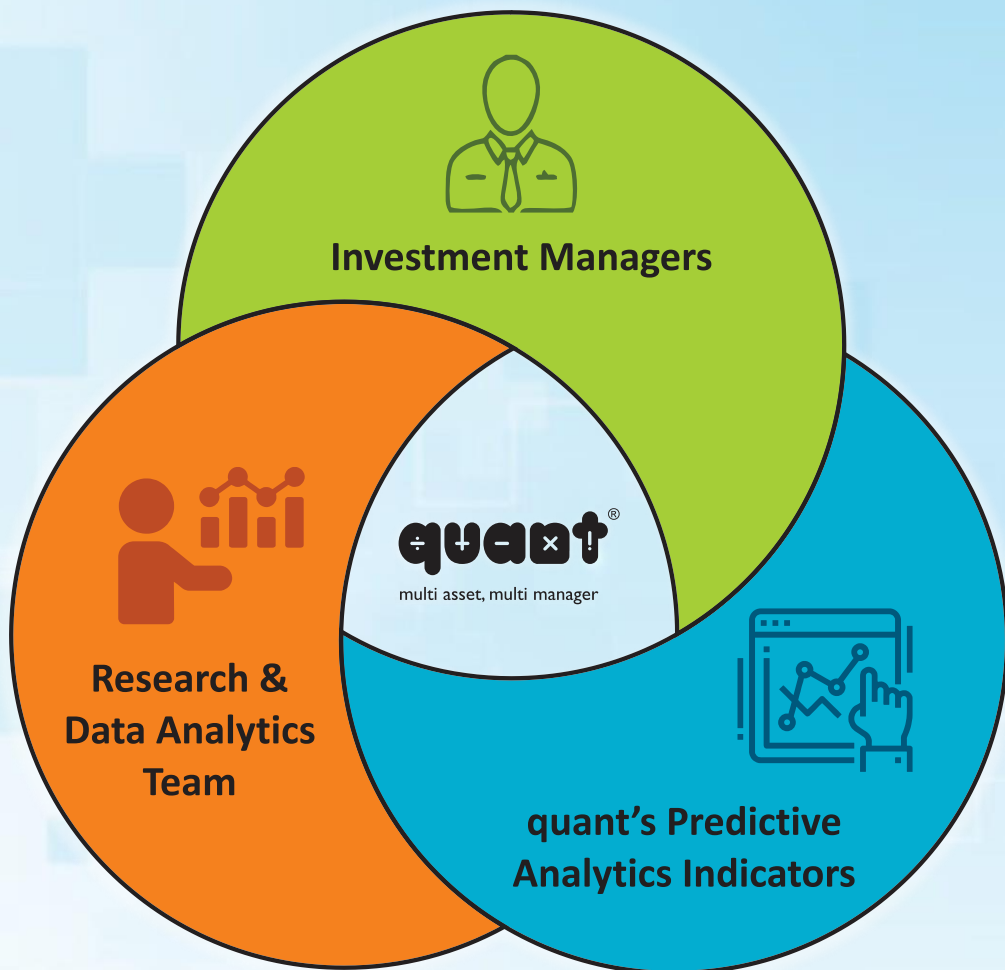 Investment Managers
quant®
multi asset, multi manager
Research &
Data Analytics
Team
quant’s Predictive
Analytics Indicators